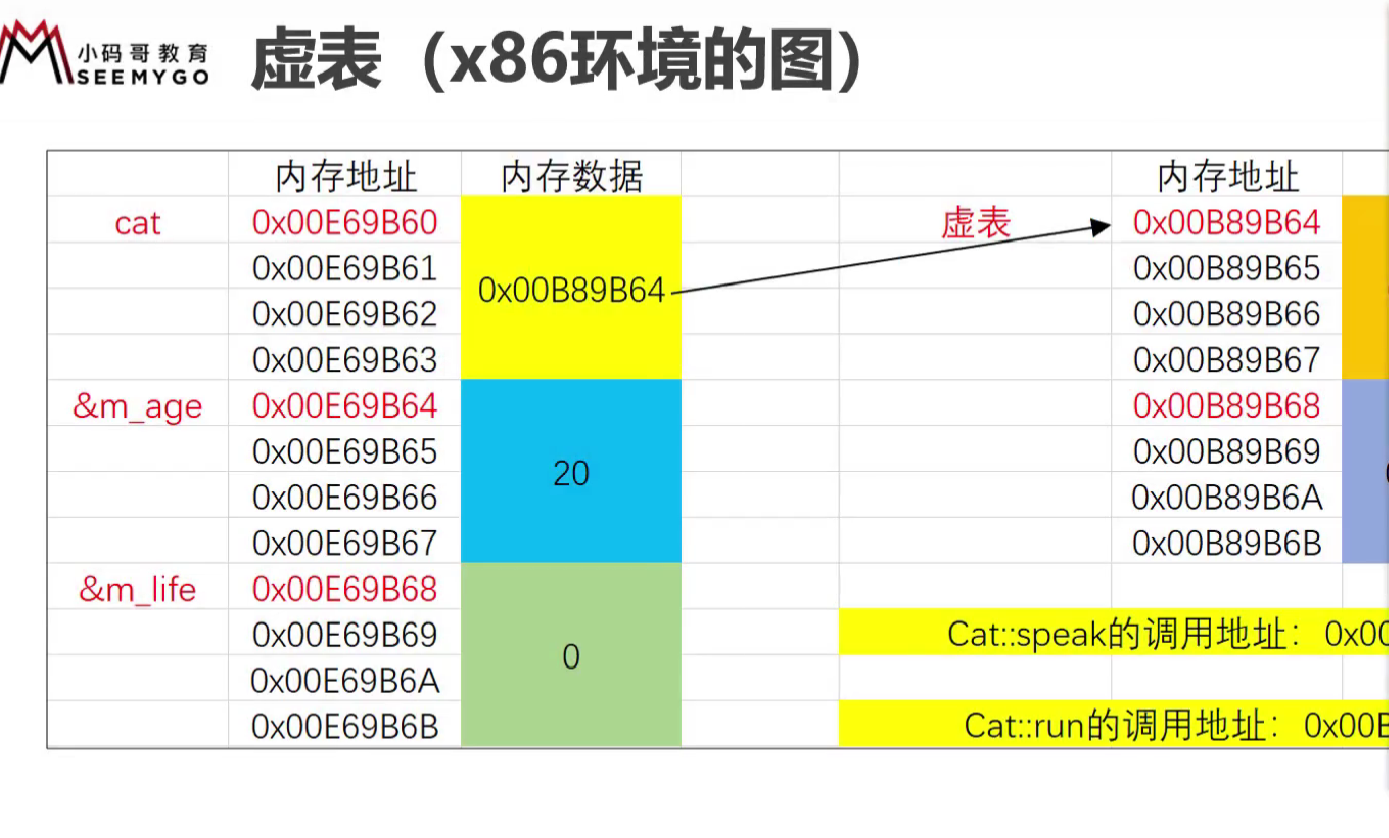 小码哥教育
SEEMYGO
虚表（x86环境的图）
内存地址 内存数据 内存地址
cat 0x00E69B60 虚表 0x00B89B64
0x00E69B61 0x00B89B65
0x00B89B64
0x00E69B62 0x00B89B66
0x00E69B63 0x00B89B67
&m_age 0x00E69B64 0x00B89B68
0x00E69B65 0x00B89B69
20
0x00E69B66 0x00B89B6A
0x00E69B67 0x00B89B6B
&m_life 0x00E69B68
0x00E69B69 Cat::speak的调用地址： 0x00
0
0x00E69B6A
0x00E69B6B Cat::run的调用地址： 0x00B